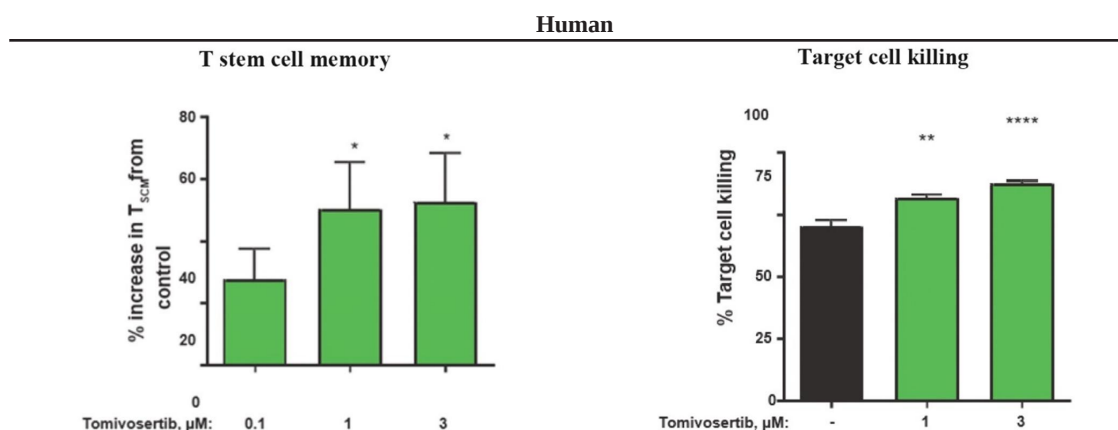 Human
T stem cell memory
% increase in TSCM from control
80
60
40
20
0
*
*
Tomivosertib, μM: 0.1 1 3
Target cell killing
% Target cell killing
100
75
50
25
0
**
****
Tomivosertib, μM: - 1 3